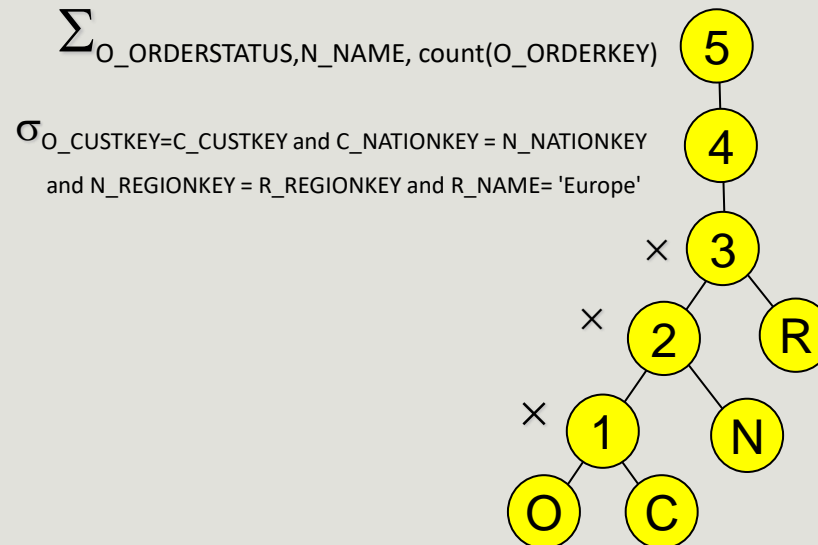 ∑O_ORDERSTATUS,N_NAME, count(O_ORDERKEY) 5
σO_CUSTKEY=C_CUSTKEY and C_NATIONKEY = N_NATIONKEY 4
and N_REGIONKEY = R_REGIONKEY and R_NAME= 'Europe'
× 3
× 2 R
× 1 N
O C